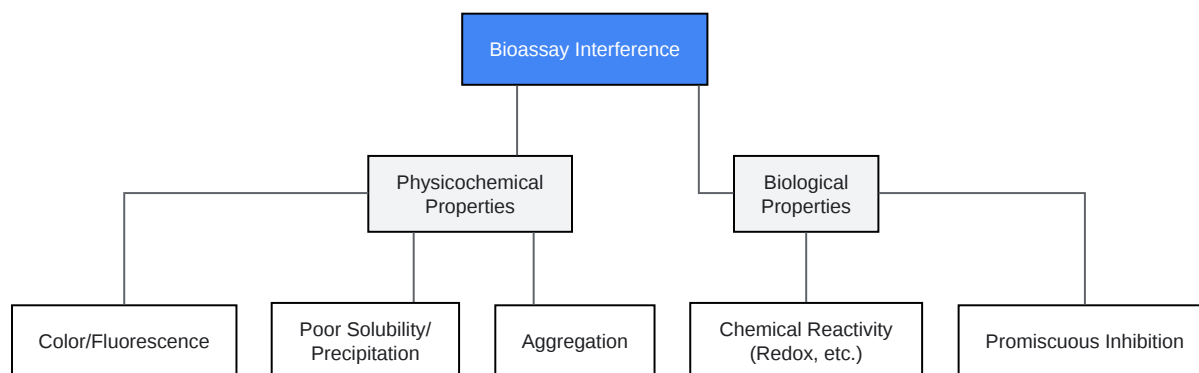 Bioassay Interference
Physicochemical
Properties
Biological
Properties
Color/Fluorescence
Poor Solubility/
Precipitation
Aggregation
Chemical Reactivity
(Redox, etc.)
Promiscuous Inhibition